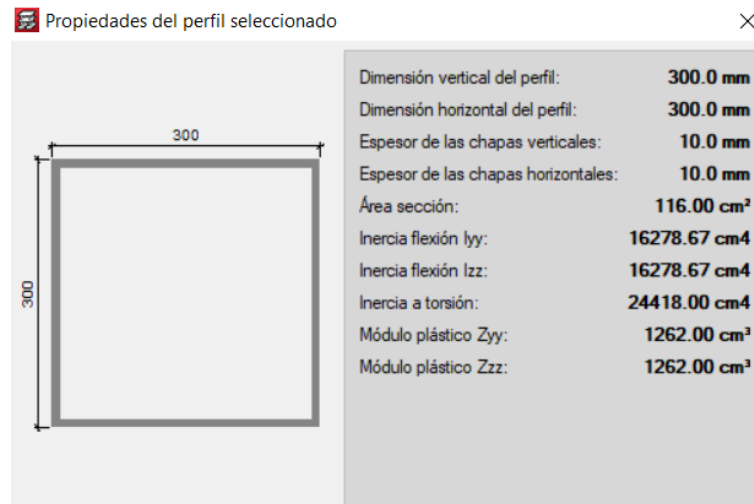 Propiedades del perfil seleccionado
300
300
Dimensión vertical del perfil: 300.0 mm
Dimensión horizontal del perfil: 300.0 mm
Espesor de las chapas verticales: 10.0 mm
Espesor de las chapas horizontales: 10.0 mm
Área sección: 116.00 cm²
Inercia flexión Iyy: 16278.67 cm4
Inercia flexión Izz: 16278.67 cm4
Inercia a torsión: 24418.00 cm4
Módulo plástico Zyy: 1262.00 cm³
Módulo plástico Zzz: 1262.00 cm³